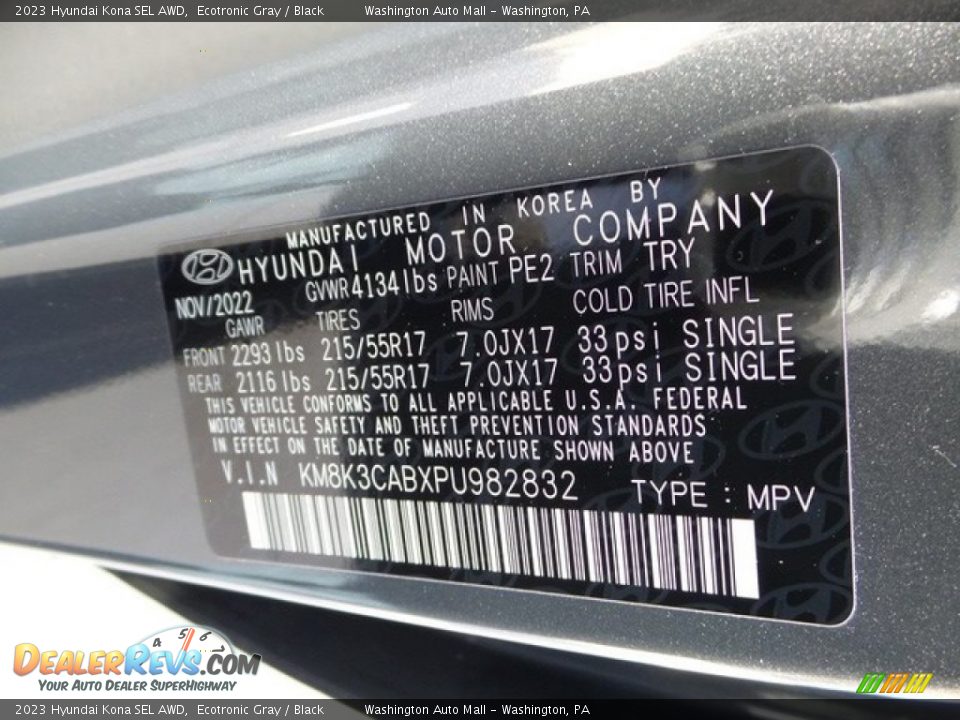 2023 Hyundai Kona SEL AWD, Ecotronic Gray / Black Washington Auto Mall - Washington, PA
MANUFACTURED IN KOREA BY
HYUNDAI MOTOR COMPANY
NOV/2022 GVWR 4134 lbs PAINT PE2 TRIM TRY
GAWR TIRES RIMS COLD TIRE INFL
FRONT 2293 lbs 215/55R17 7.0JX17 33psi SINGLE
REAR 2116 lbs 215/55R17 7.0JX17 33psi SINGLE
THIS VEHICLE CONFORMS TO ALL APPLICABLE U.S.A. FEDERAL
MOTOR VEHICLE SAFETY AND THEFT PREVENTION STANDARDS
IN EFFECT ON THE DATE OF MANUFACTURE SHOWN ABOVE
V.I.N KM8K3CABXPU982832 TYPE : MPV
4 5 6
DEALERREVS.COM
YOUR AUTO DEALER SUPERHIGHWAY
2023 Hyundai Kona SEL AWD, Ecotronic Gray / Black Washington Auto Mall - Washington, PA